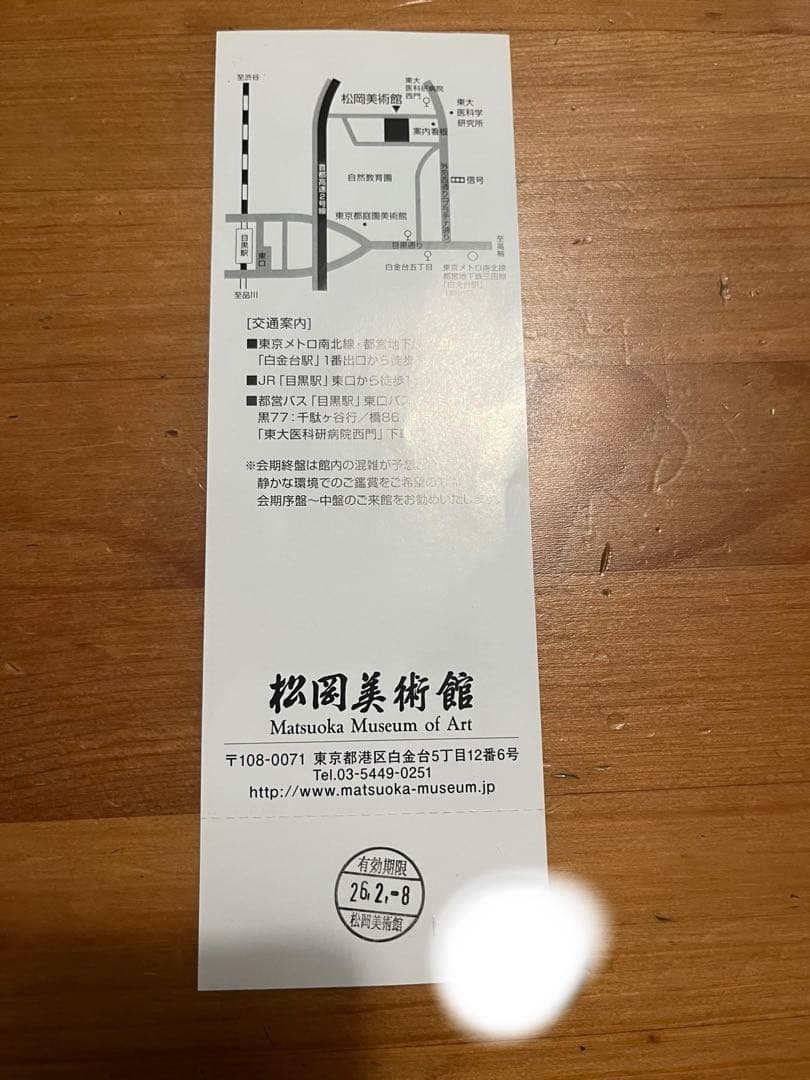 至渋谷
松岡美術館
東大
医科研病院
西門
東大
医科学
研究所
案内看板
首都高速2号線
自然教育園
外苑西通り(プラチナ通り)
信号
東京都庭園美術館
目黒駅
東口
目黒通り
至高輪
白金台五丁目
東京メトロ南北線
都営地下鉄三田線
「白金台駅」
至品川
[交通案内]
■東京メトロ南北線・都営地下
「白金台駅」1番出口から徒歩
■JR「目黒駅」東口から徒歩1
■都営バス「目黒駅」東口バス
黒77:千駄ヶ谷行/橋86
「東大医科研病院西門」下
※会期終盤は館内の混雑が予想
静かな環境でのご鑑賞をご希望の
会期序盤~中盤のご来館をお勧めいたします。
松岡美術館
Matsuoka Museum of Art
〒108-0071 東京都港区白金台5丁目12番6号
Tel.03-5449-0251
http://www.matsuoka-museum.jp
有効期限
26.2.-8
松岡美術館